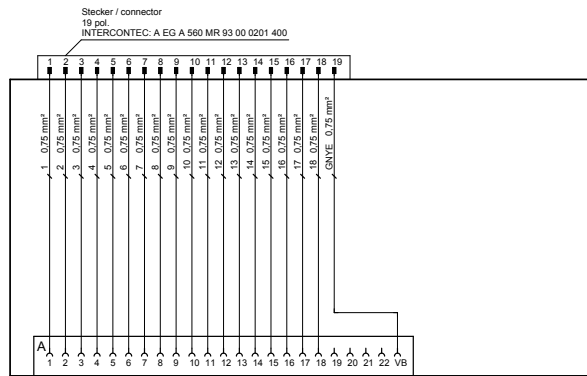 Stecker / connector
19 pol.
INTERCONTEC: A EG A 560 MR 93 00 0201 400
1 2 3 4 5 6 7 8 9 10 11 12 13 14 15 16 17 18 19
1 0,75 mm²
2 0,75 mm²
3 0,75 mm²
4 0,75 mm²
5 0,75 mm²
6 0,75 mm²
7 0,75 mm²
8 0,75 mm²
9 0,75 mm²
10 0,75 mm²
11 0,75 mm²
12 0,75 mm²
13 0,75 mm²
14 0,75 mm²
15 0,75 mm²
16 0,75 mm²
17 0,75 mm²
18 0,75 mm²
GNYE 0,75 mm²
A
1 2 3 4 5 6 7 8 9 10 11 12 13 14 15 16 17 18 19 20 21 22 VB